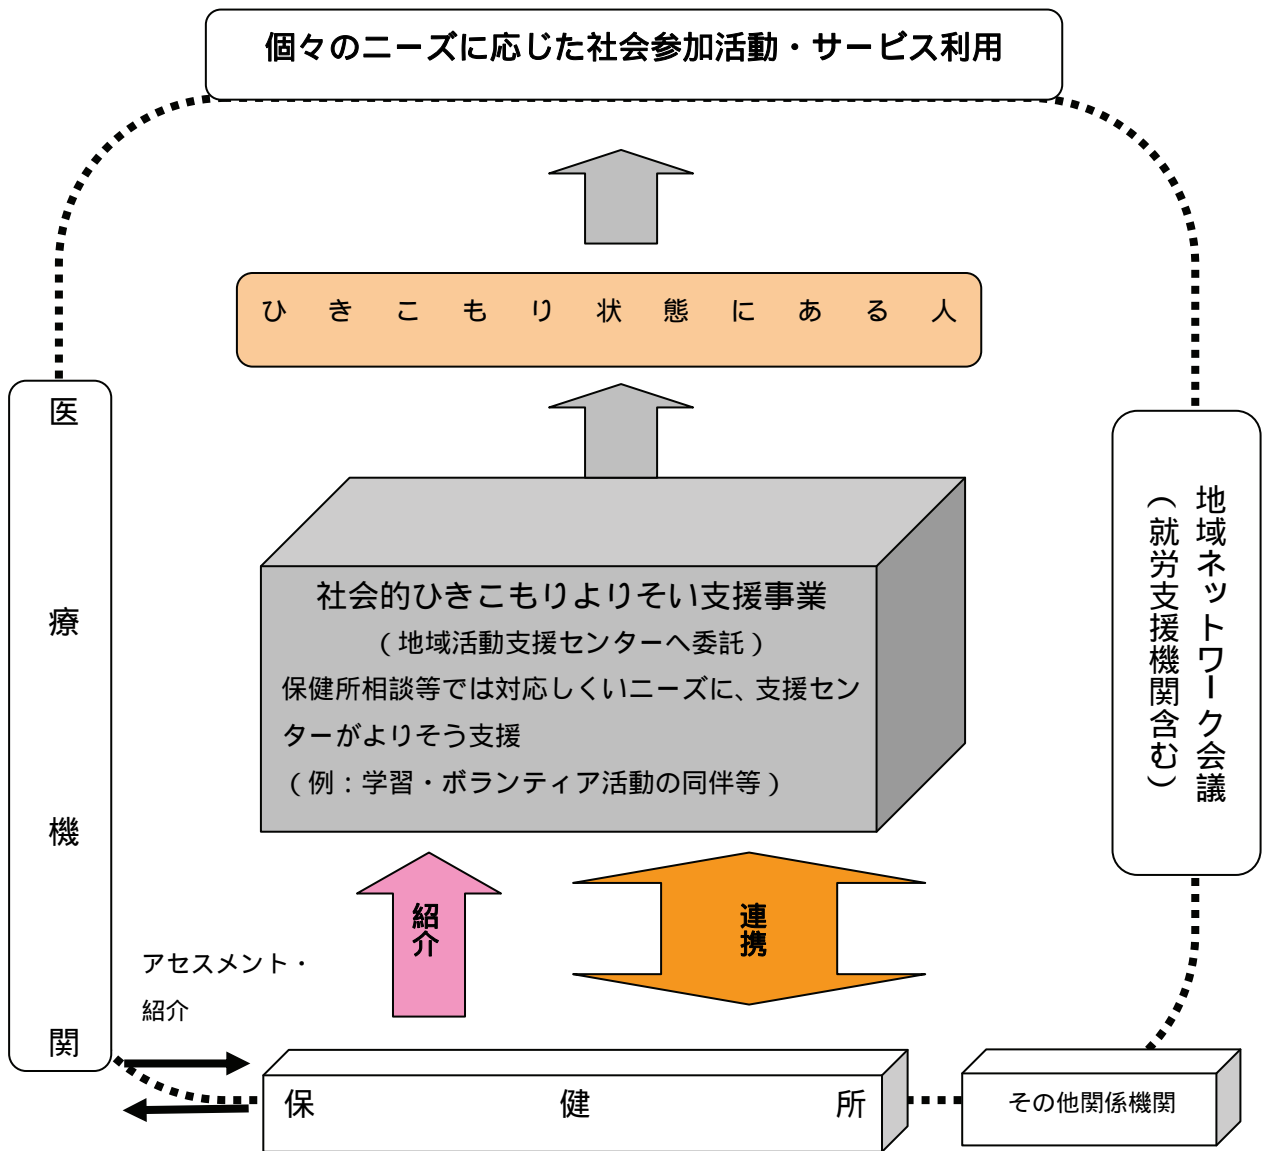 個々のニーズに応じた社会参加活動・サービス利用
ひきこもり状態にある人
医療機関
地域ネットワーク会議
（就労支援機関含む）
社会的ひきこもりよりそい支援事業
（地域活動支援センターへ委託）
保健所相談等では対応しくいニーズに、支援セン
ターがよりそう支援
（例：学習・ボランティア活動の同伴等）
紹介
連携
アセスメント・
紹介
保健所
その他関係機関